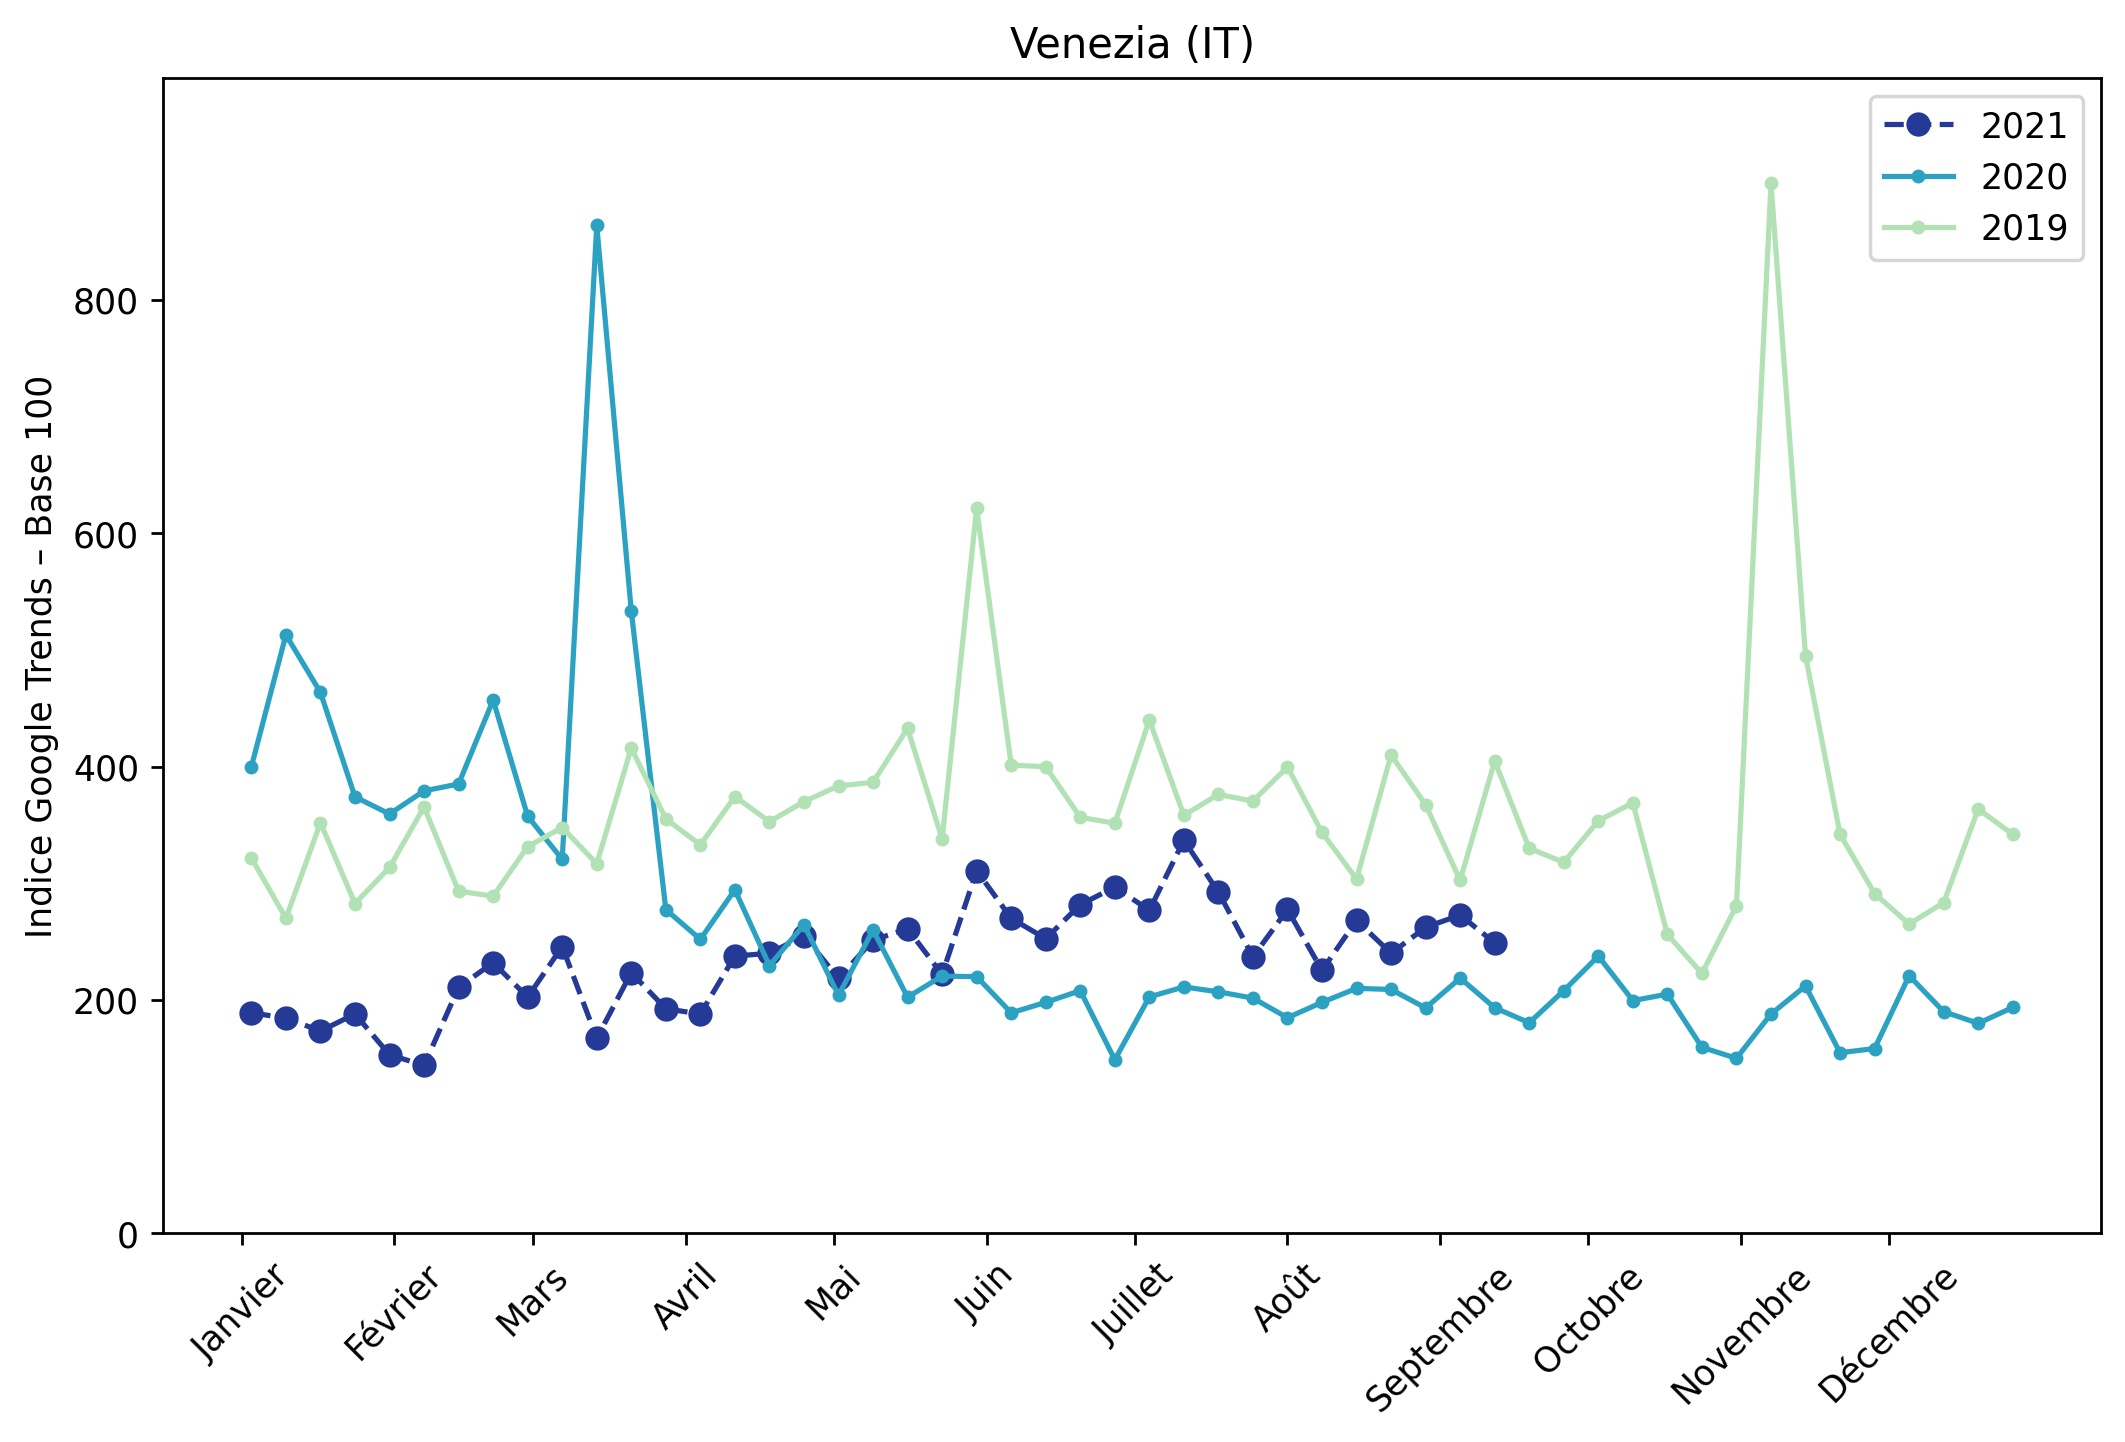 Venezia (IT)
2021
2020
2019
Indice Google Trends – Base 100
800
600
400
200
0
Janvier
Février
Mars
Avril
Mai
Juin
Juillet
Août
Septembre
Octobre
Novembre
Décembre